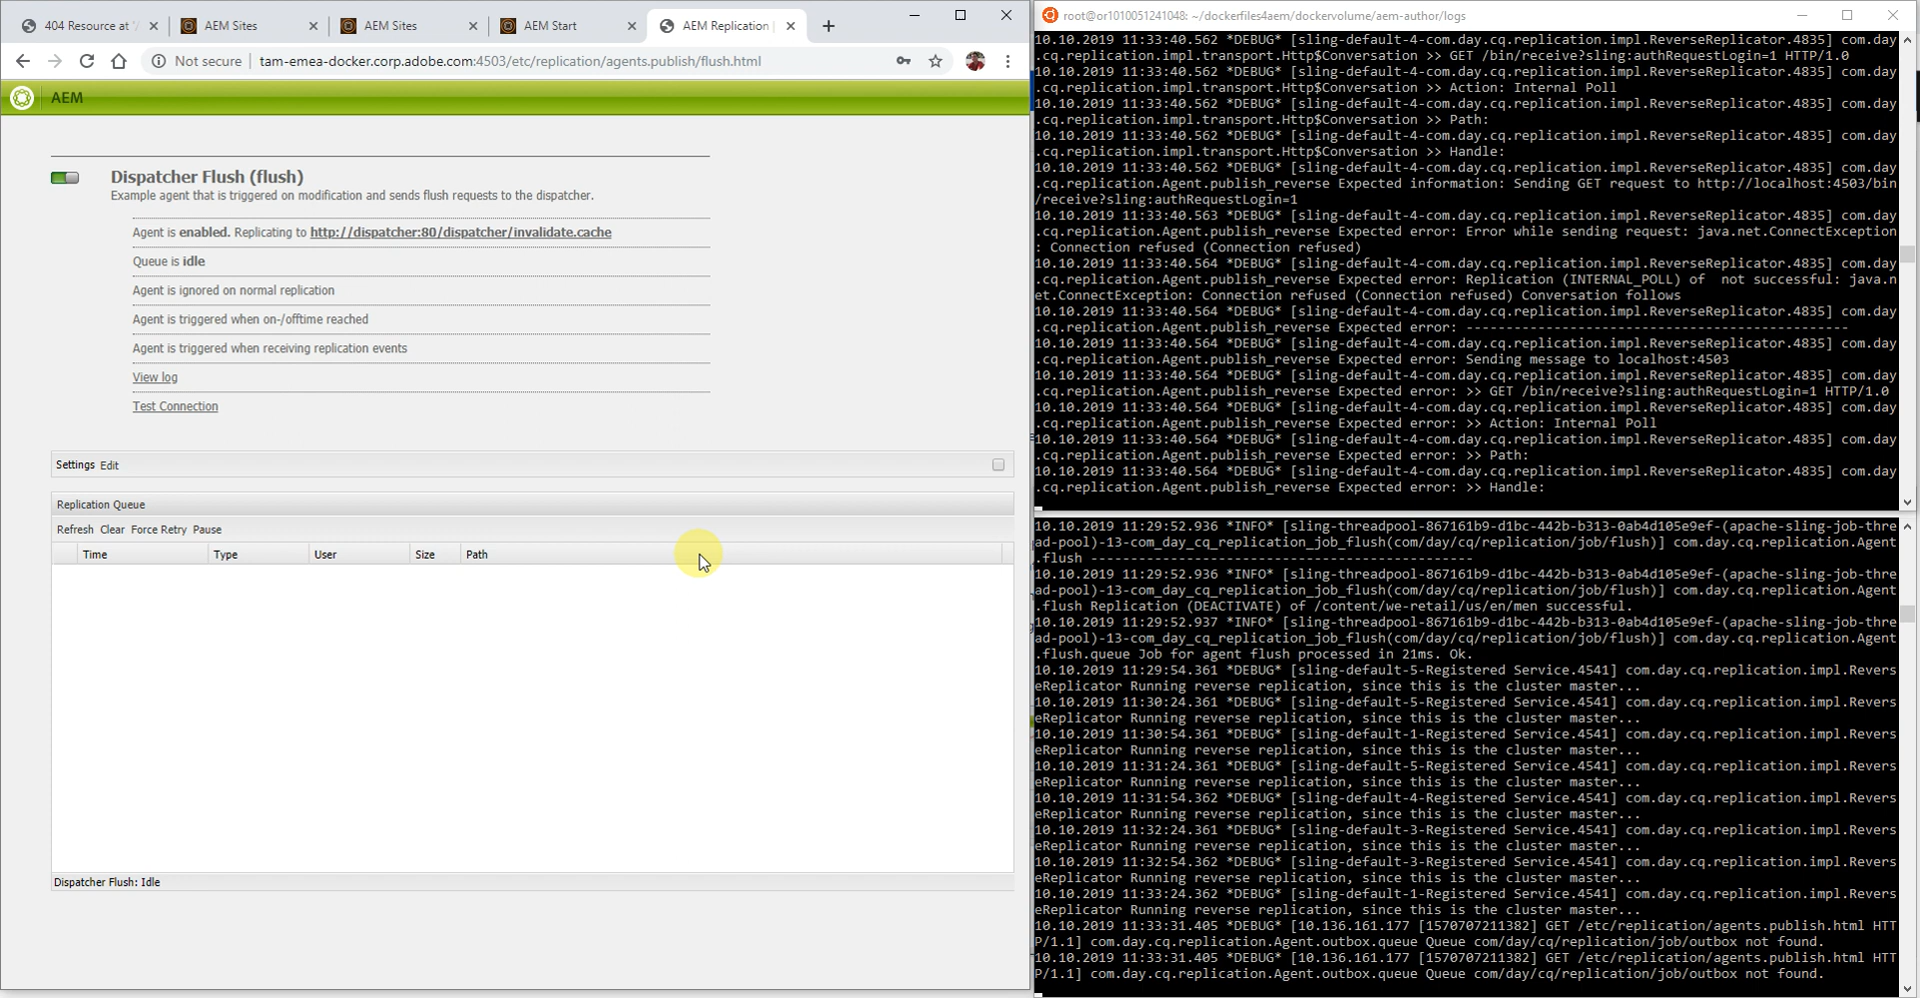 404 Resource at '/
AEM Sites
AEM Sites
AEM Start
AEM Replication |
Not secure | tam-emea-docker.corp.adobe.com:4503/etc/replication/agents.publish/flush.html
AEM
Dispatcher Flush (flush)
Example agent that is triggered on modification and sends flush requests to the dispatcher.
Agent is enabled. Replicating to http://dispatcher:80/dispatcher/invalidate.cache
Queue is idle
Agent is ignored on normal replication
Agent is triggered when on-/offtime reached
Agent is triggered when receiving replication events
View log
Test Connection
Settings Edit
Replication Queue
Refresh Clear Force Retry Pause
Time Type User Size Path
Dispatcher Flush: Idle
root@or1010051241048: ~/dockerfiles4aem/dockervolume/aem-author/logs
10.10.2019 11:33:40.562 *DEBUG* [sling-default-4-com.day.cq.replication.impl.ReverseReplicator.4835] com.day
.cq.replication.impl.transport.Http$Conversation >> GET /bin/receive?sling:authRequestLogin=1 HTTP/1.0
10.10.2019 11:33:40.562 *DEBUG* [sling-default-4-com.day.cq.replication.impl.ReverseReplicator.4835] com.day
.cq.replication.impl.transport.Http$Conversation >> Action: Internal Poll
10.10.2019 11:33:40.562 *DEBUG* [sling-default-4-com.day.cq.replication.impl.ReverseReplicator.4835] com.day
.cq.replication.impl.transport.Http$Conversation >> Path:
10.10.2019 11:33:40.562 *DEBUG* [sling-default-4-com.day.cq.replication.impl.ReverseReplicator.4835] com.day
.cq.replication.impl.transport.Http$Conversation >> Handle:
10.10.2019 11:33:40.562 *DEBUG* [sling-default-4-com.day.cq.replication.impl.ReverseReplicator.4835] com.day
.cq.replication.Agent.publish_reverse Expected information: Sending GET request to http://localhost:4503/bin
/receive?sling:authRequestLogin=1
10.10.2019 11:33:40.563 *DEBUG* [sling-default-4-com.day.cq.replication.impl.ReverseReplicator.4835] com.day
.cq.replication.Agent.publish_reverse Expected error: Error while sending request: java.net.ConnectException
: Connection refused (Connection refused)
10.10.2019 11:33:40.564 *DEBUG* [sling-default-4-com.day.cq.replication.impl.ReverseReplicator.4835] com.day
.cq.replication.Agent.publish_reverse Expected error: Replication (INTERNAL_POLL) of  not successful: java.n
et.ConnectException: Connection refused (Connection refused) Conversation follows
10.10.2019 11:33:40.564 *DEBUG* [sling-default-4-com.day.cq.replication.impl.ReverseReplicator.4835] com.day
.cq.replication.Agent.publish_reverse Expected error: ------------------------------------------------
10.10.2019 11:33:40.564 *DEBUG* [sling-default-4-com.day.cq.replication.impl.ReverseReplicator.4835] com.day
.cq.replication.Agent.publish_reverse Expected error: Sending message to localhost:4503
10.10.2019 11:33:40.564 *DEBUG* [sling-default-4-com.day.cq.replication.impl.ReverseReplicator.4835] com.day
.cq.replication.Agent.publish_reverse Expected error: >> GET /bin/receive?sling:authRequestLogin=1 HTTP/1.0
10.10.2019 11:33:40.564 *DEBUG* [sling-default-4-com.day.cq.replication.impl.ReverseReplicator.4835] com.day
.cq.replication.Agent.publish_reverse Expected error: >> Action: Internal Poll
10.10.2019 11:33:40.564 *DEBUG* [sling-default-4-com.day.cq.replication.impl.ReverseReplicator.4835] com.day
.cq.replication.Agent.publish_reverse Expected error: >> Path:
10.10.2019 11:33:40.564 *DEBUG* [sling-default-4-com.day.cq.replication.impl.ReverseReplicator.4835] com.day
.cq.replication.Agent.publish_reverse Expected error: >> Handle:
10.10.2019 11:29:52.936 *INFO* [sling-threadpool-867161b9-d1bc-442b-b313-0ab4d105e9ef-(apache-sling-job-thre
ad-pool)-13-com_day_cq_replication_job_flush(com/day/cq/replication/job/flush)] com.day.cq.replication.Agent
.flush ------------------------------------------------
10.10.2019 11:29:52.936 *INFO* [sling-threadpool-867161b9-d1bc-442b-b313-0ab4d105e9ef-(apache-sling-job-thre
ad-pool)-13-com_day_cq_replication_job_flush(com/day/cq/replication/job/flush)] com.day.cq.replication.Agent
.flush Replication (DEACTIVATE) of /content/we-retail/us/en/men successful.
10.10.2019 11:29:52.937 *INFO* [sling-threadpool-867161b9-d1bc-442b-b313-0ab4d105e9ef-(apache-sling-job-thre
ad-pool)-13-com_day_cq_replication_job_flush(com/day/cq/replication/job/flush)] com.day.cq.replication.Agent
.flush.queue Job for agent flush processed in 21ms. Ok.
10.10.2019 11:29:54.361 *DEBUG* [sling-default-5-Registered Service.4541] com.day.cq.replication.impl.Revers
eReplicator Running reverse replication, since this is the cluster master...
10.10.2019 11:30:24.361 *DEBUG* [sling-default-5-Registered Service.4541] com.day.cq.replication.impl.Revers
eReplicator Running reverse replication, since this is the cluster master...
10.10.2019 11:30:54.361 *DEBUG* [sling-default-1-Registered Service.4541] com.day.cq.replication.impl.Revers
eReplicator Running reverse replication, since this is the cluster master...
10.10.2019 11:31:24.361 *DEBUG* [sling-default-5-Registered Service.4541] com.day.cq.replication.impl.Revers
eReplicator Running reverse replication, since this is the cluster master...
10.10.2019 11:31:54.362 *DEBUG* [sling-default-4-Registered Service.4541] com.day.cq.replication.impl.Revers
eReplicator Running reverse replication, since this is the cluster master...
10.10.2019 11:32:24.361 *DEBUG* [sling-default-3-Registered Service.4541] com.day.cq.replication.impl.Revers
eReplicator Running reverse replication, since this is the cluster master...
10.10.2019 11:32:54.362 *DEBUG* [sling-default-3-Registered Service.4541] com.day.cq.replication.impl.Revers
eReplicator Running reverse replication, since this is the cluster master...
10.10.2019 11:33:24.362 *DEBUG* [sling-default-1-Registered Service.4541] com.day.cq.replication.impl.Revers
eReplicator Running reverse replication, since this is the cluster master...
10.10.2019 11:33:31.405 *DEBUG* [10.136.161.177 [1570707211382] GET /etc/replication/agents.publish.html HTT
P/1.1] com.day.cq.replication.Agent.outbox.queue Queue com/day/cq/replication/job/outbox not found.
10.10.2019 11:33:31.405 *DEBUG* [10.136.161.177 [1570707211382] GET /etc/replication/agents.publish.html HTT
P/1.1] com.day.cq.replication.Agent.outbox.queue Queue com/day/cq/replication/job/outbox not found.